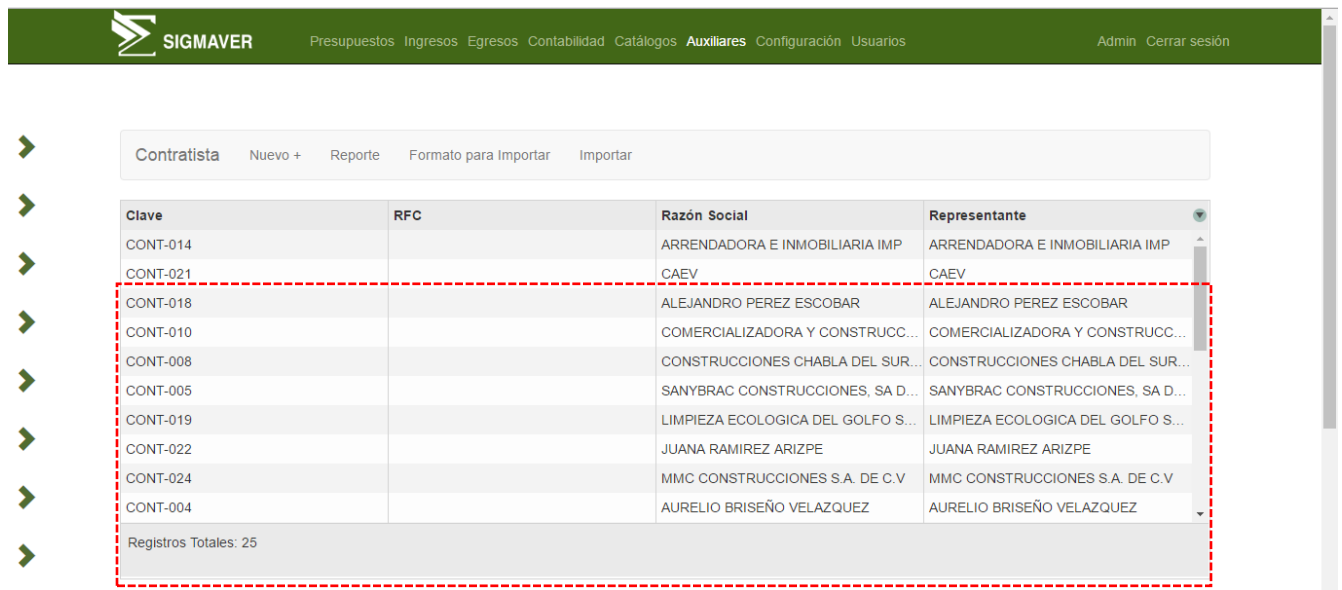 SIGMAVER Presupuestos Ingresos Egresos Contabilidad Catálogos Auxiliares Configuración Usuarios Admin Cerrar sesión
Contratista Nuevo + Reporte Formato para Importar Importar
Clave RFC Razón Social Representante
CONT-014 ARRENDADORA E INMOBILIARIA IMP ARRENDADORA E INMOBILIARIA IMP
CONT-021 CAEV CAEV
CONT-018 ALEJANDRO PEREZ ESCOBAR ALEJANDRO PEREZ ESCOBAR
CONT-010 COMERCIALIZADORA Y CONSTRUCC... COMERCIALIZADORA Y CONSTRUCC...
CONT-008 CONSTRUCCIONES CHABLA DEL SUR... CONSTRUCCIONES CHABLA DEL SUR...
CONT-005 SANYBRAC CONSTRUCCIONES, SA D... SANYBRAC CONSTRUCCIONES, SA D...
CONT-019 LIMPIEZA ECOLOGICA DEL GOLFO S... LIMPIEZA ECOLOGICA DEL GOLFO S...
CONT-022 JUANA RAMIREZ ARIZPE JUANA RAMIREZ ARIZPE
CONT-024 MMC CONSTRUCCIONES S.A. DE C.V MMC CONSTRUCCIONES S.A. DE C.V
CONT-004 AURELIO BRISEÑO VELAZQUEZ AURELIO BRISEÑO VELAZQUEZ
Registros Totales: 25